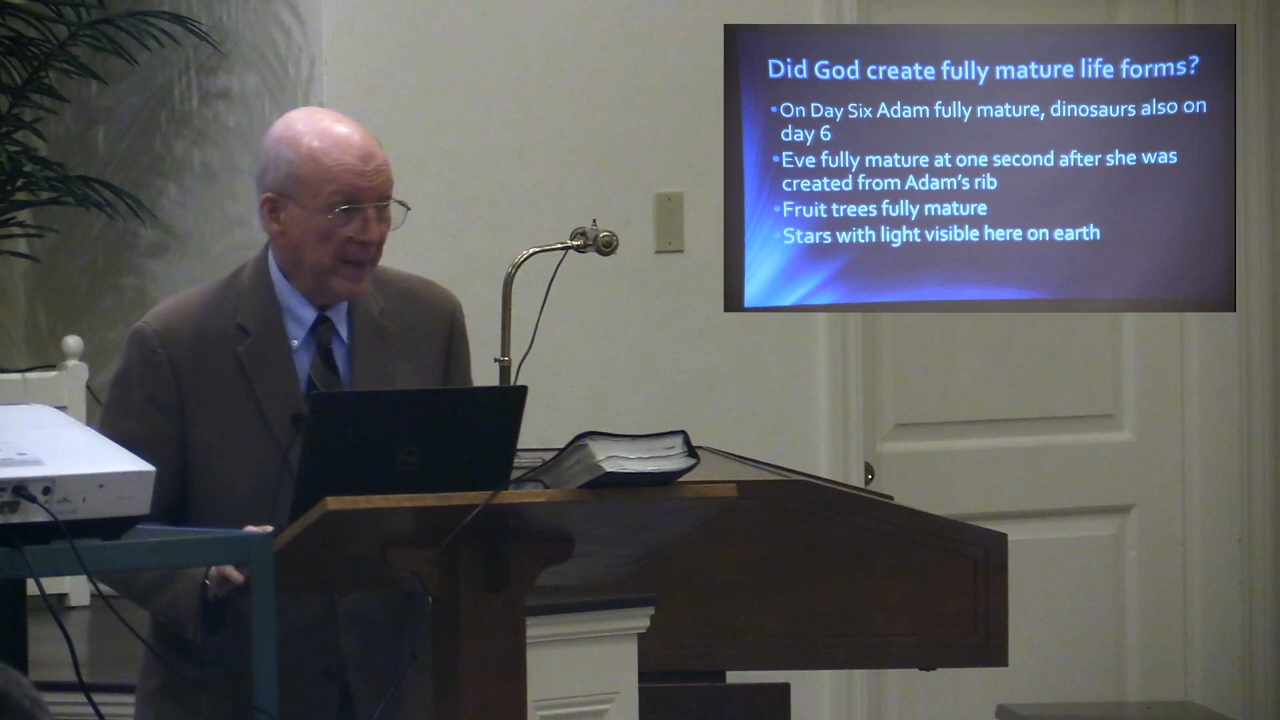 Did God create fully mature life forms?
•On Day Six Adam fully mature, dinosaurs also on
day 6
•Eve fully mature at one second after she was
created from Adam's rib
•Fruit trees fully mature
•Stars with light visible here on earth